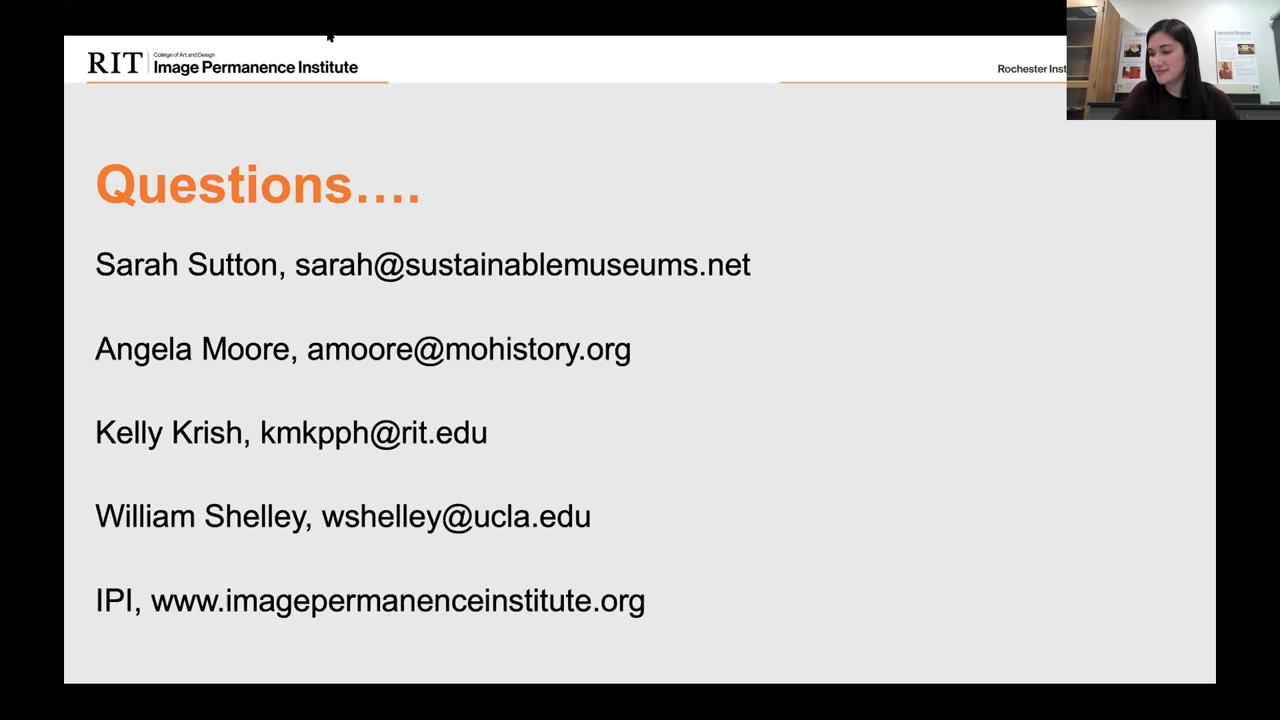 RIT
College of Art and Design
Image Permanence Institute
Rochester Inst
Questions….
Sarah Sutton, sarah@sustainablemuseums.net
Angela Moore, amoore@mohistory.org
Kelly Krish, kmkpph@rit.edu
William Shelley, wshelley@ucla.edu
IPI, www.imagepermanenceinstitute.org